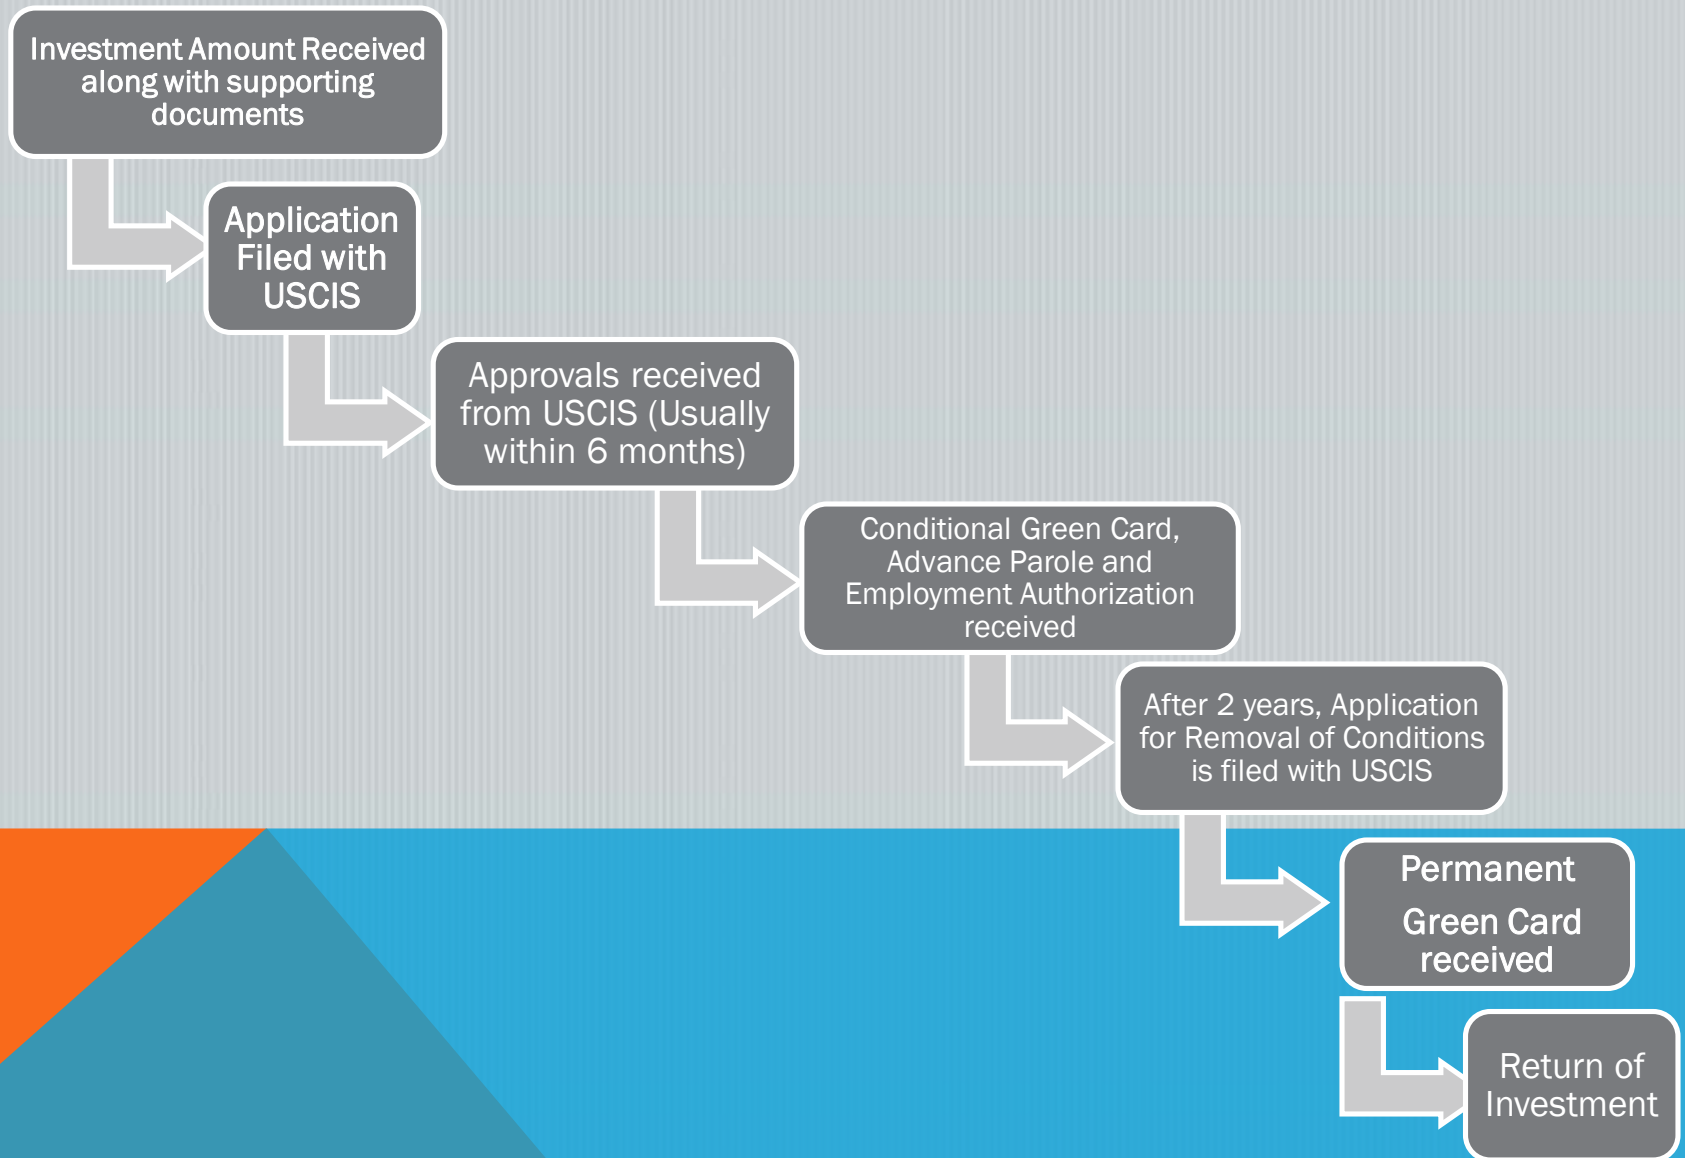 Investment Amount Received
along with supporting
documents
Application
Filed with
USCIS
Approvals received
from USCIS (Usually
within 6 months)
Conditional Green Card,
Advance Parole and
Employment Authorization
received
After 2 years, Application
for Removal of Conditions
is filed with USCIS
Permanent
Green Card
received
Return of
Investment